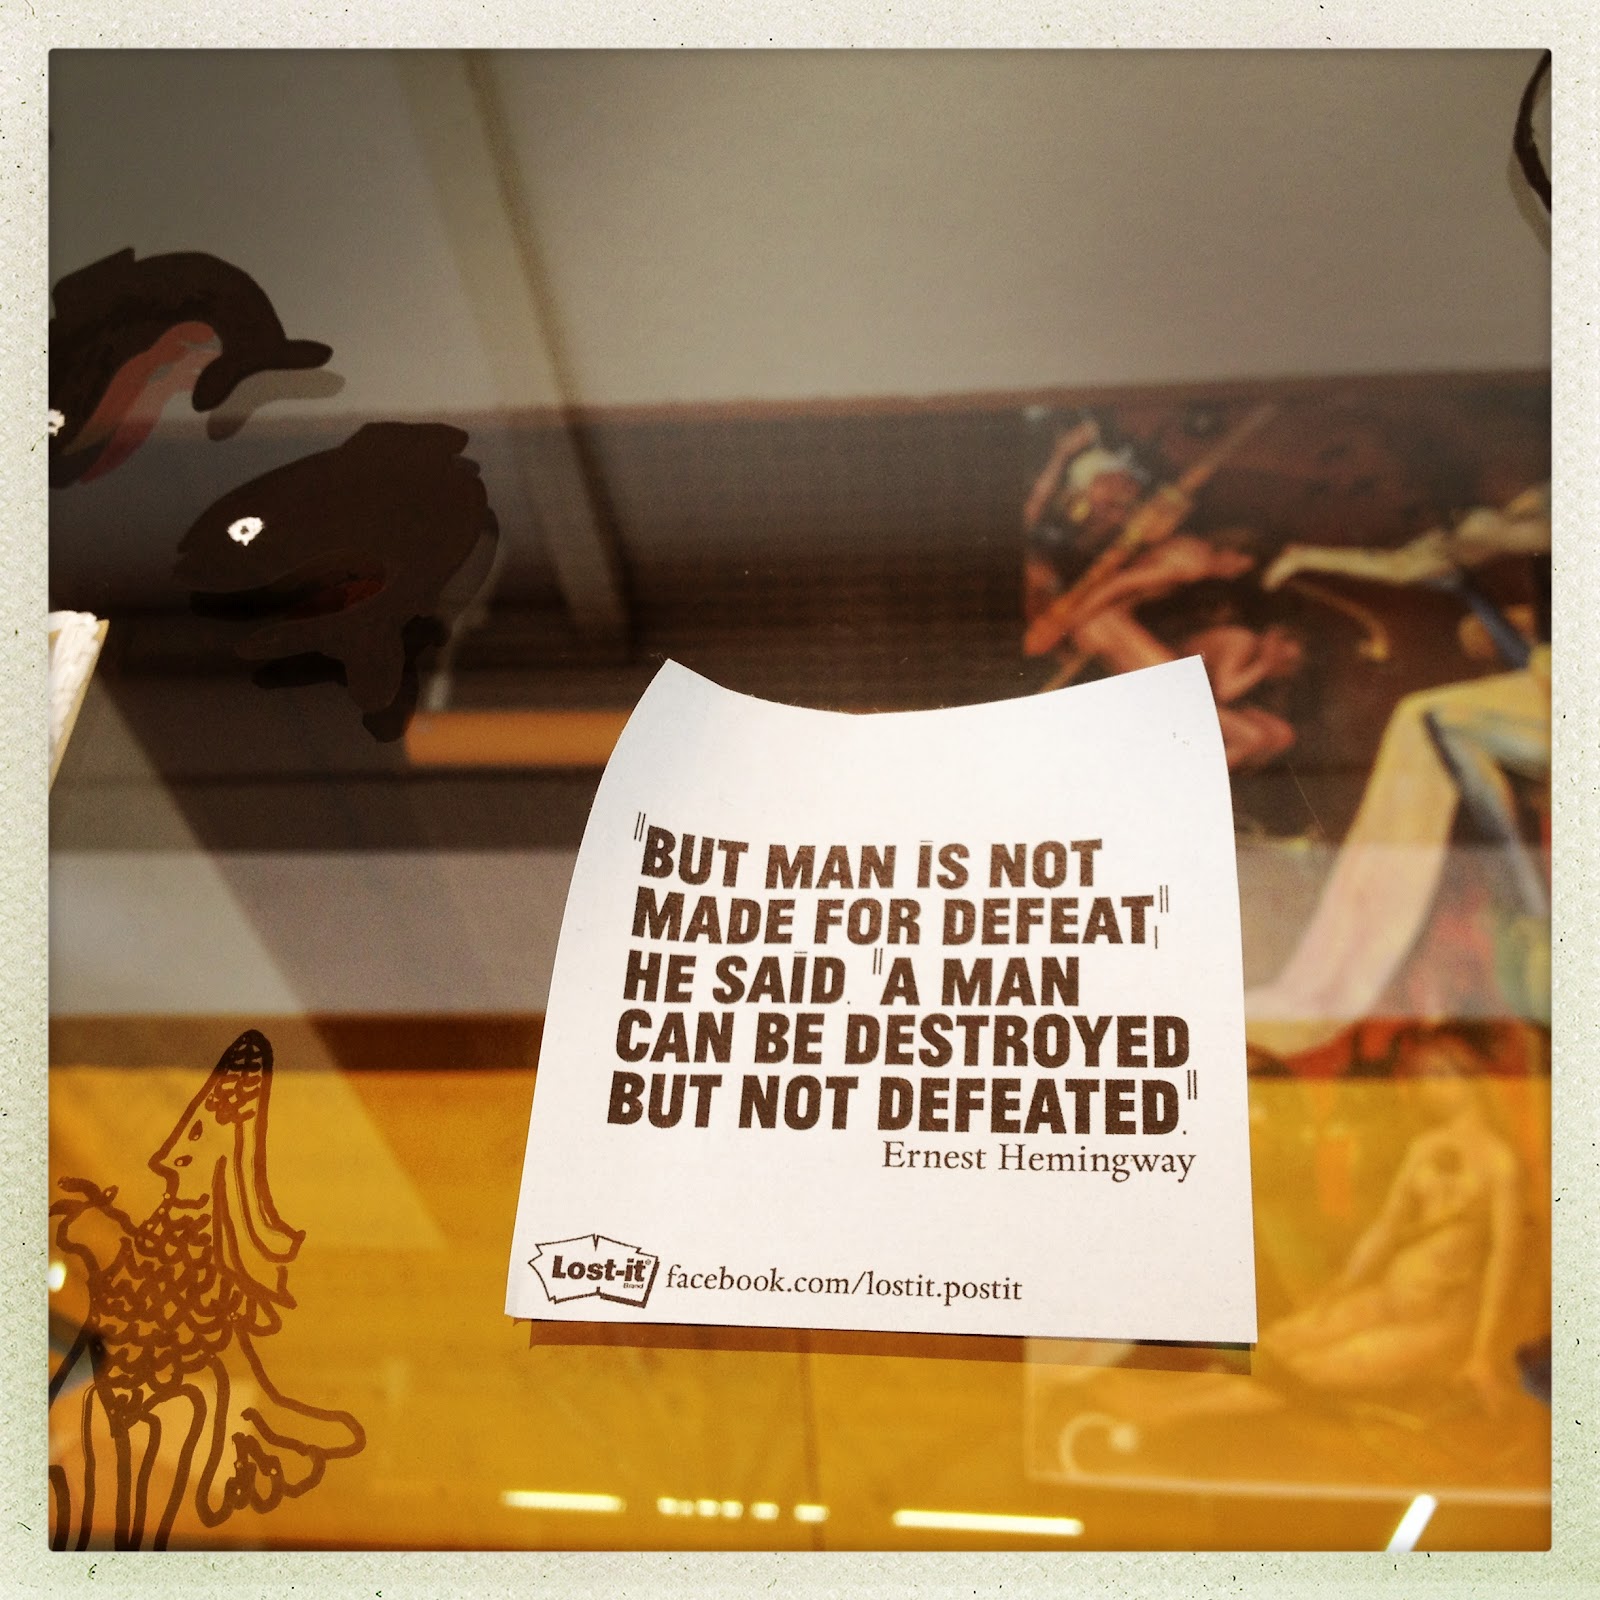 "BUT MAN IS NOT
MADE FOR DEFEAT,"
HE SAID. "A MAN
CAN BE DESTROYED
BUT NOT DEFEATED."
Ernest Hemingway
Lost-it® facebook.com/lostit.postit
Brand